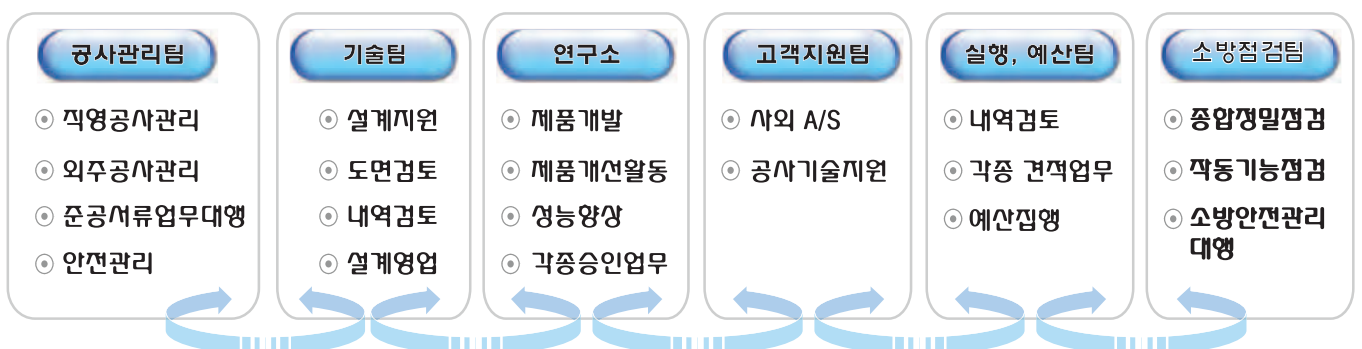 공사관리팀
직영공사관리
외주공사관리
준공서류업무대행
안전관리
기술팀
설계지원
도면검토
내역검토
설계영업
연구소
제품개발
제품개선활동
성능향상
각종승인업무
고객지원팀
사외 A/S
공사기술지원
실행, 예산팀
내역검토
각종 견적업무
예산집행
소방점검팀
종합정밀점검
작동기능점검
소방안전관리
대행